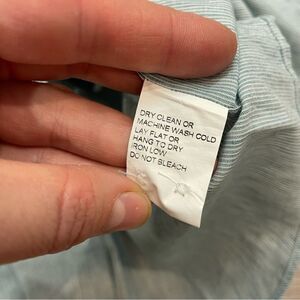 DRY CLEAN OR
MACHINE WASH COLD
LAY FLAT OR
HANG TO DRY
IRON LOW
DO NOT BLEACH